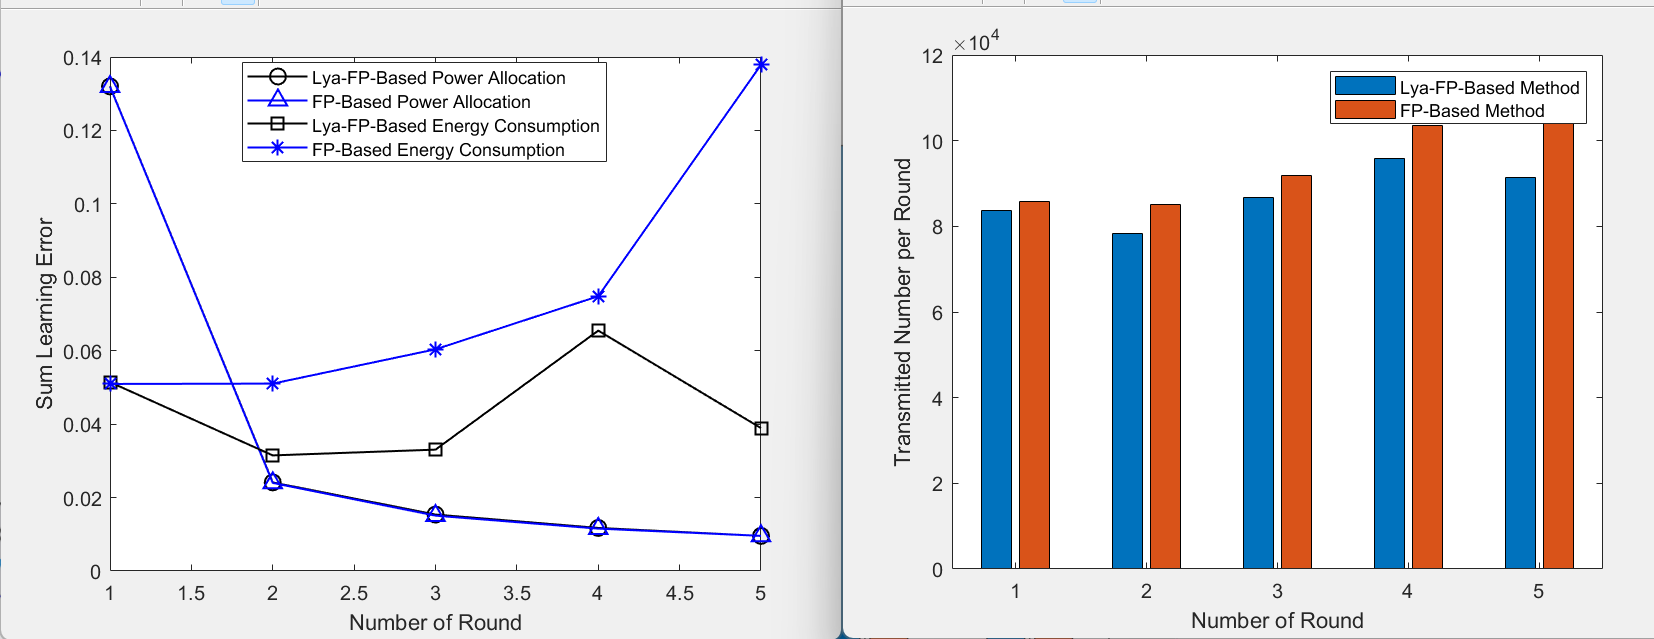 0.14
0.12
0.1
0.08
0.06
0.04
0.02
0
Sum Learning Error
Lya-FP-Based Power Allocation
FP-Based Power Allocation
Lya-FP-Based Energy Consumption
FP-Based Energy Consumption
1 1.5 2 2.5 3 3.5 4 4.5 5
Number of Round
×10^4
12
10
8
6
4
2
0
Transmitted Number per Round
Lya-FP-Based Method
FP-Based Method
1 2 3 4 5
Number of Round